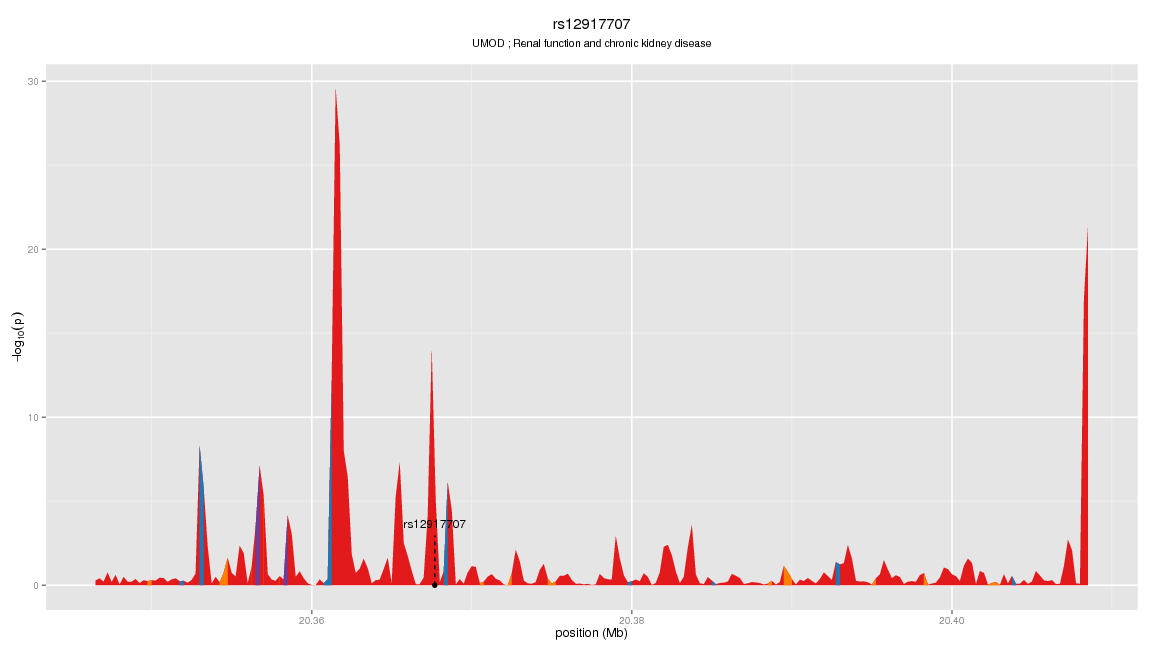 rs12917707
UMOD ; Renal function and chronic kidney disease
30
20
10
0
−log10(p)
rs12917707
20.36
20.38
20.40
position (Mb)